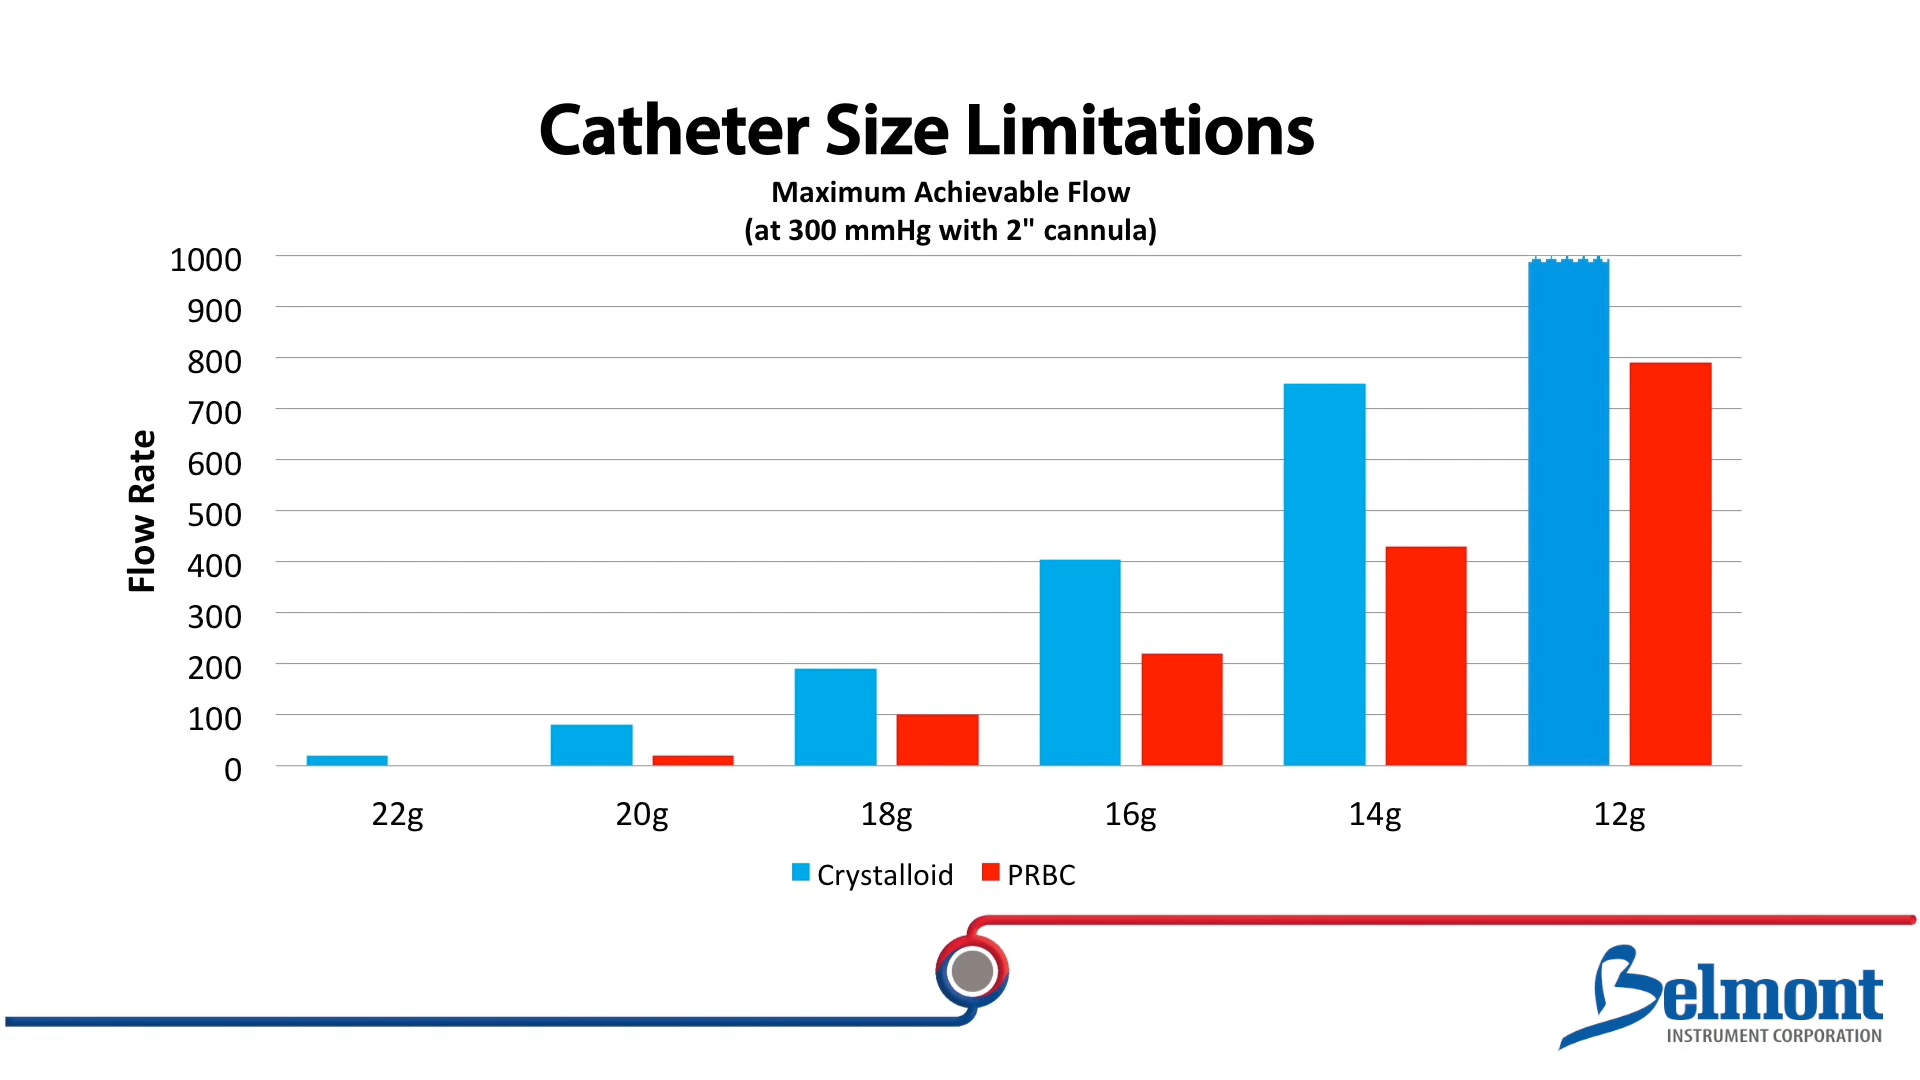 Catheter Size Limitations
Maximum Achievable Flow
(at 300 mmHg with 2" cannula)
Flow Rate
1000
900
800
700
600
500
400
300
200
100
0
22g 20g 18g 16g 14g 12g
Crystalloid PRBC
Belmont
INSTRUMENT CORPORATION